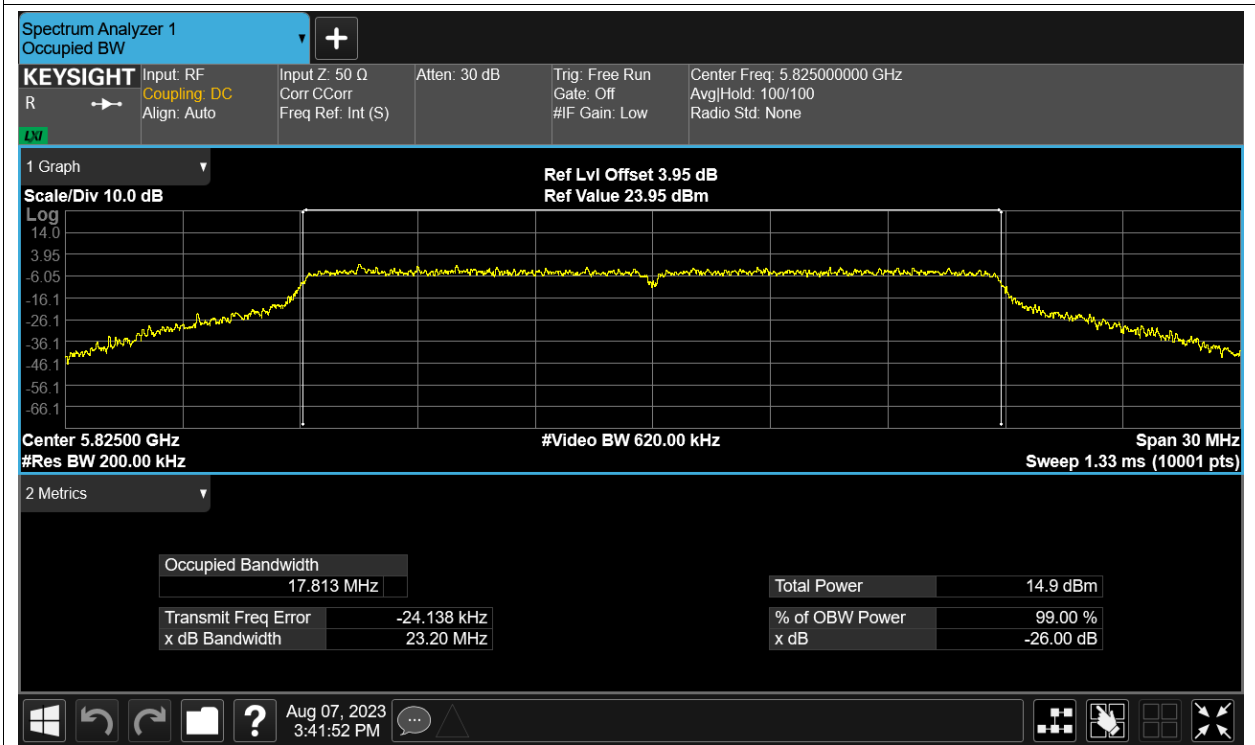 Spectrum Analyzer 1
Occupied BW
KEYSIGHT
R
LXI
Input: RF
Coupling: DC
Align: Auto
Input Z: 50 Ω
Corr CCorr
Freq Ref: Int (S)
Atten: 30 dB
Trig: Free Run
Gate: Off
#IF Gain: Low
Center Freq: 5.825000000 GHz
Avg|Hold: 100/100
Radio Std: None
1 Graph
Scale/Div 10.0 dB
Ref Lvl Offset 3.95 dB
Ref Value 23.95 dBm
Log
14.0
3.95
-6.05
-16.1
-26.1
-36.1
-46.1
-56.1
-66.1
Center 5.82500 GHz
#Video BW 620.00 kHz
Span 30 MHz
#Res BW 200.00 kHz
Sweep 1.33 ms (10001 pts)
2 Metrics
Occupied Bandwidth
17.813 MHz
Transmit Freq Error -24.138 kHz
x dB Bandwidth 23.20 MHz
Total Power 14.9 dBm
% of OBW Power 99.00 %
x dB -26.00 dB
?
Aug 07, 2023
3:41:52 PM